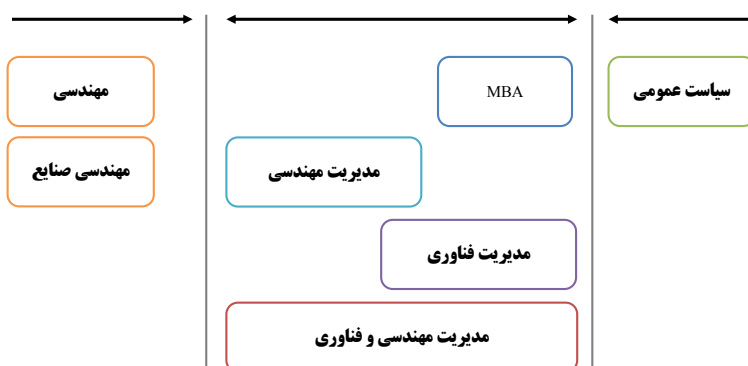 سیاست عمومی
MBA
مهندسی
مدیریت مهندسی
مهندسی صنایع
مدیریت فناوری
مدیریت مهندسی و فناوری